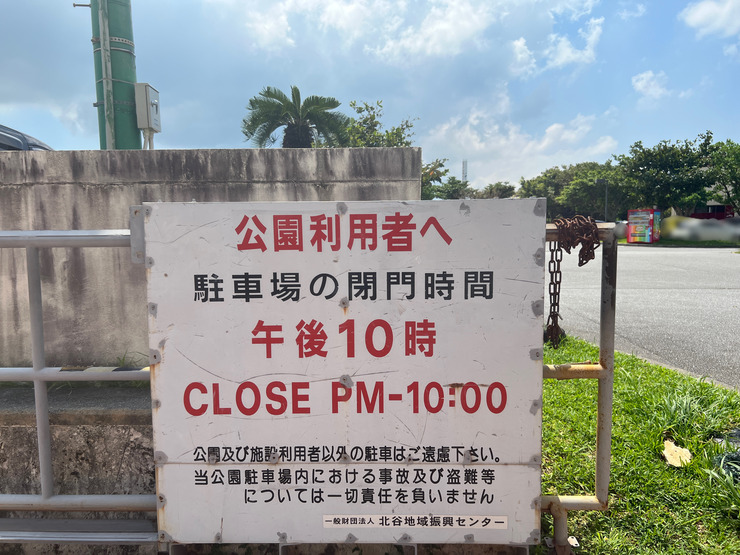 公園利用者へ
駐車場の閉門時間
午後10時
CLOSE PM-10:00
公園及び施設利用者以外の駐車はご遠慮下さい。
当公園駐車場内における事故及び盗難等
については一切責任を負いません
一般財団法人 北谷地域振興センター